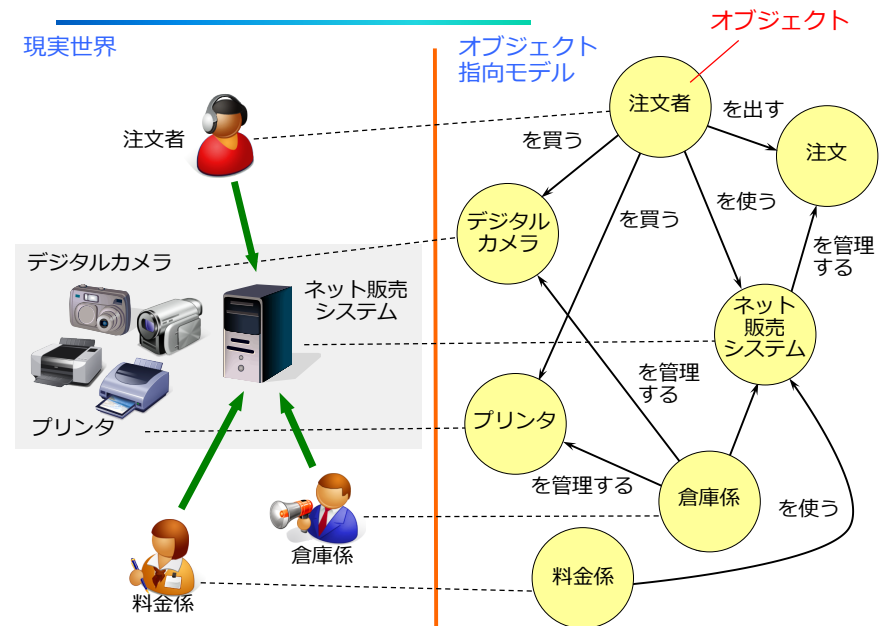 現実世界
注文者
デジタルカメラ
ネット販売
システム
プリンタ
倉庫係
料金係
オブジェクト
オブジェクト
指向モデル
注文者
を出す
注文
を買う
デジタル
カメラ
を買う
を使う
を管理
する
ネット
販売
システム
を管理
する
プリンタ
を管理する
倉庫係
を使う
料金係